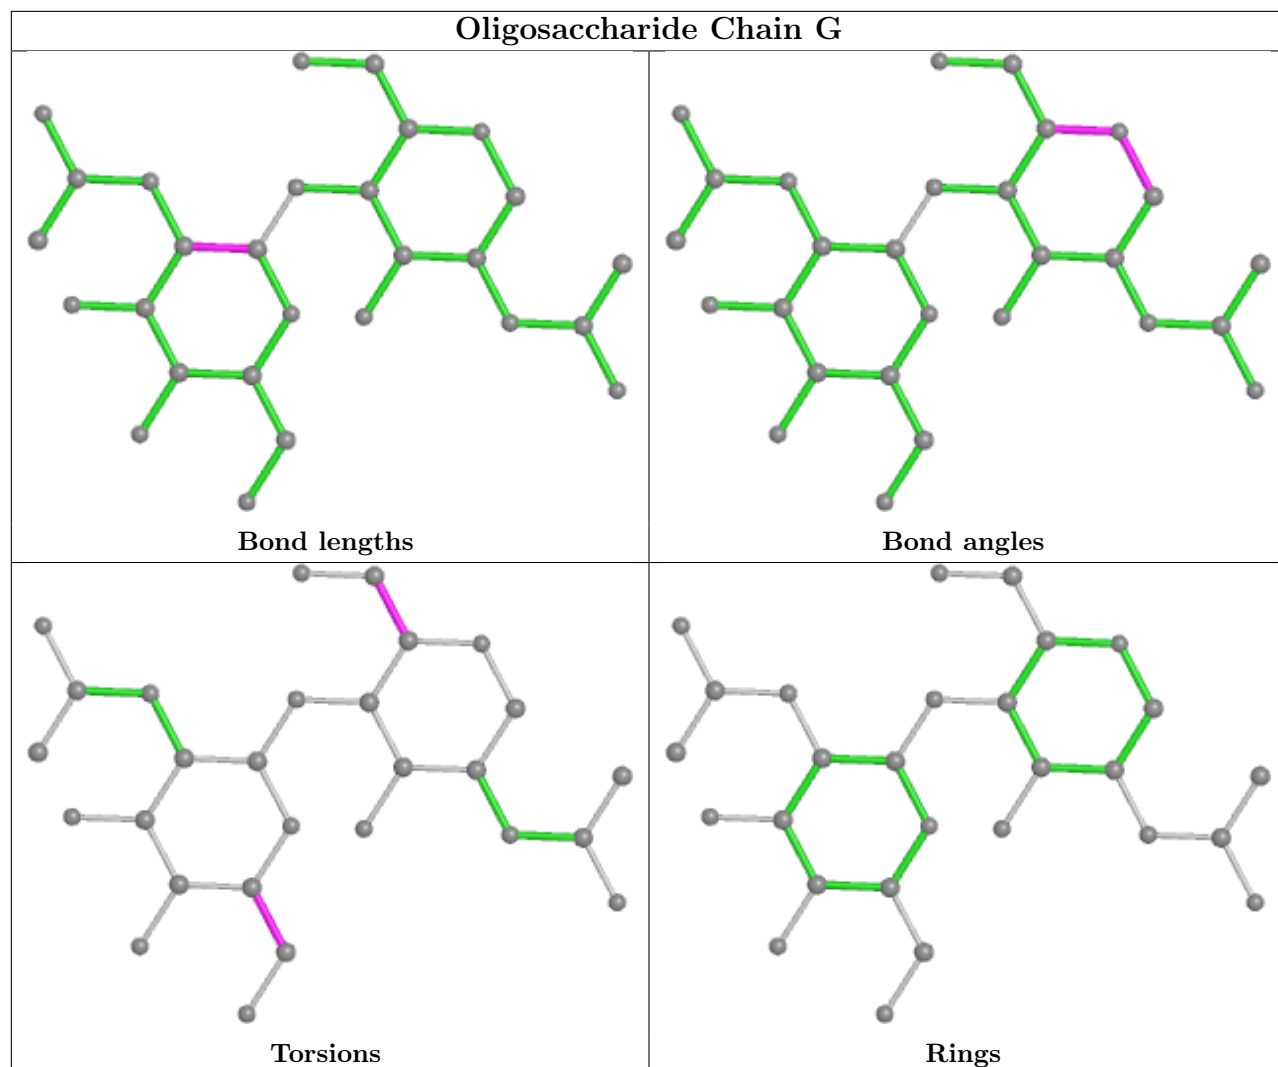 Oligosaccharide Chain G
Bond lengths
Bond angles
Torsions
Rings